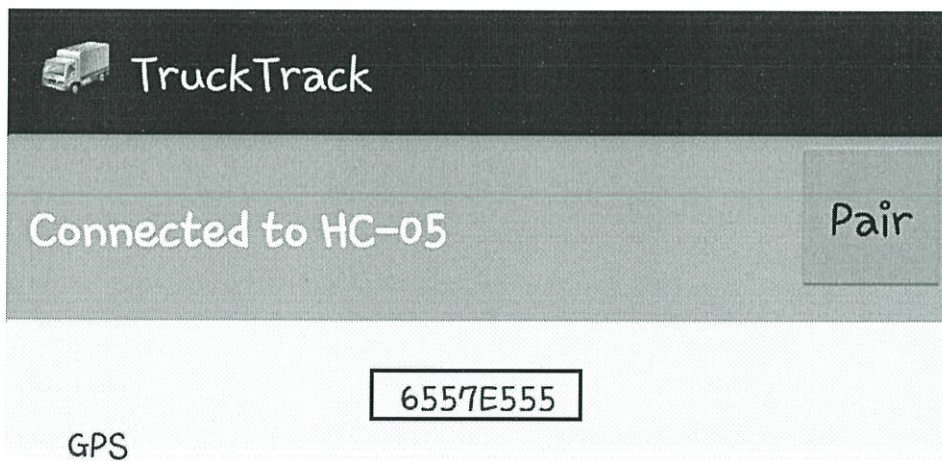 TruckTrack
Connected to HC-05
Pair
6557E555
GPS